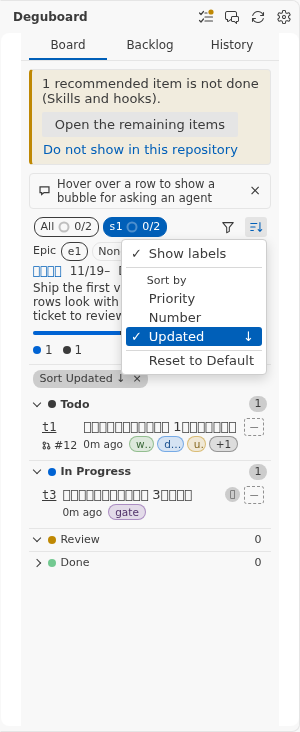 Deguboard
Board Backlog History
1 recommended item is not done
(Skills and hooks).
Open the remaining items
Do not show in this repository
Hover over a row to show a
bubble for asking an agent
All 0/2 s1 0/2
Epic e1 Non
11/19–
Ship the first v
rows look with
ticket to review
1 1
✓ Show labels
Sort by
Priority
Number
✓ Updated ↓
Reset to Default
Sort Updated ↓ ×
Todo 1
t1 1
#12 0m ago w… d… u. +1
In Progress 1
t3 3
0m ago gate
Review 0
Done 0